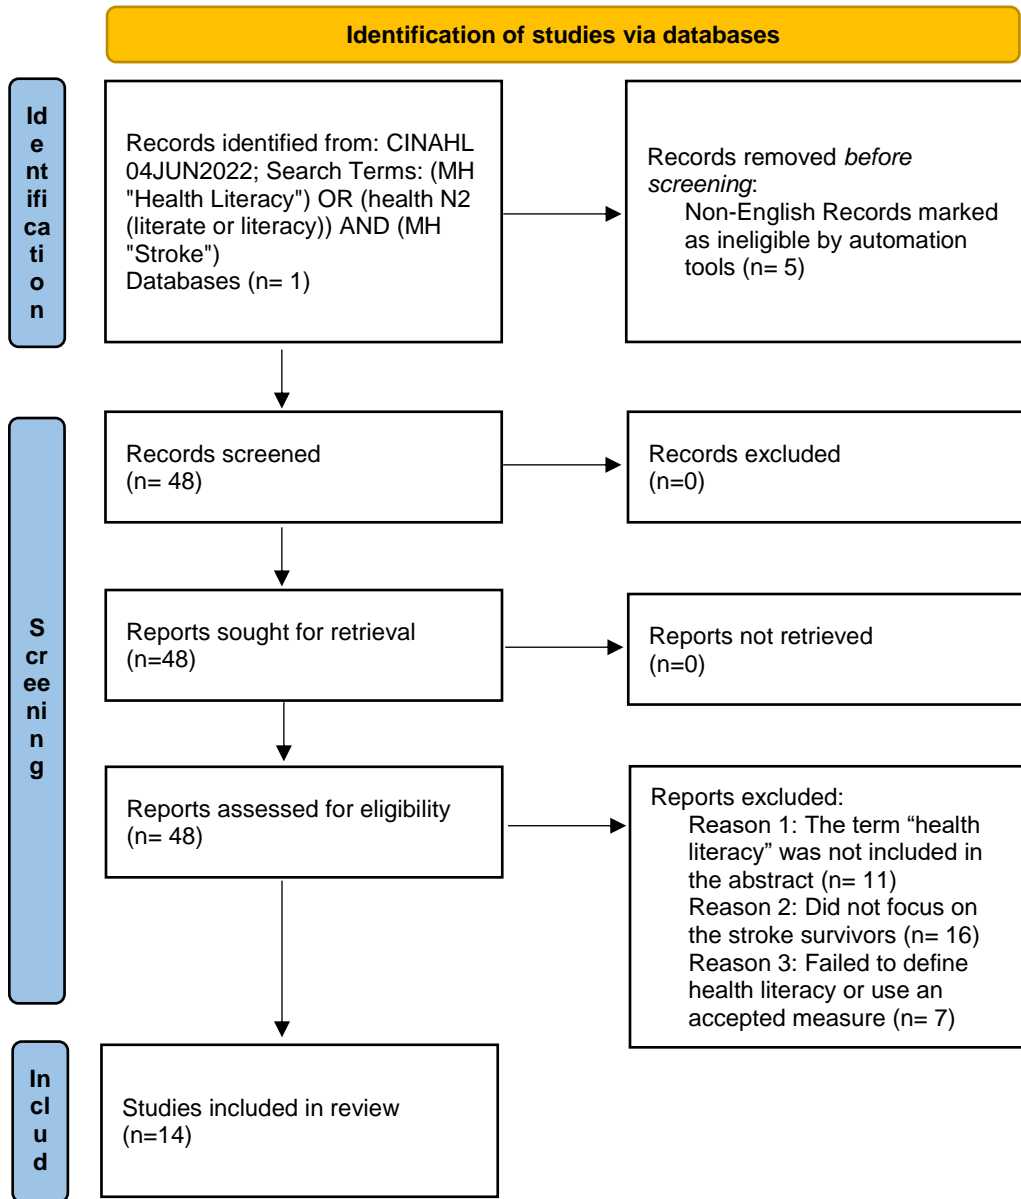 Identification of studies via databases
Id
e
nt
ifi
ca
ti
o
n
Records identified from: CINAHL
04JUN2022; Search Terms: (MH
"Health Literacy") OR (health N2
(literate or literacy)) AND (MH
"Stroke")
Databases (n= 1)
Records removed before
screening:
Non-English Records marked
as ineligible by automation
tools (n= 5)
S
cr
ee
ni
n
g
Records screened
(n= 48)
Records excluded
(n=0)
Reports sought for retrieval
(n=48)
Reports not retrieved
(n=0)
Reports assessed for eligibility
(n= 48)
Reports excluded:
Reason 1: The term “health
literacy” was not included in
the abstract (n= 11)
Reason 2: Did not focus on
the stroke survivors (n= 16)
Reason 3: Failed to define
health literacy or use an
accepted measure (n= 7)
In
cl
u
d
Studies included in review
(n=14)